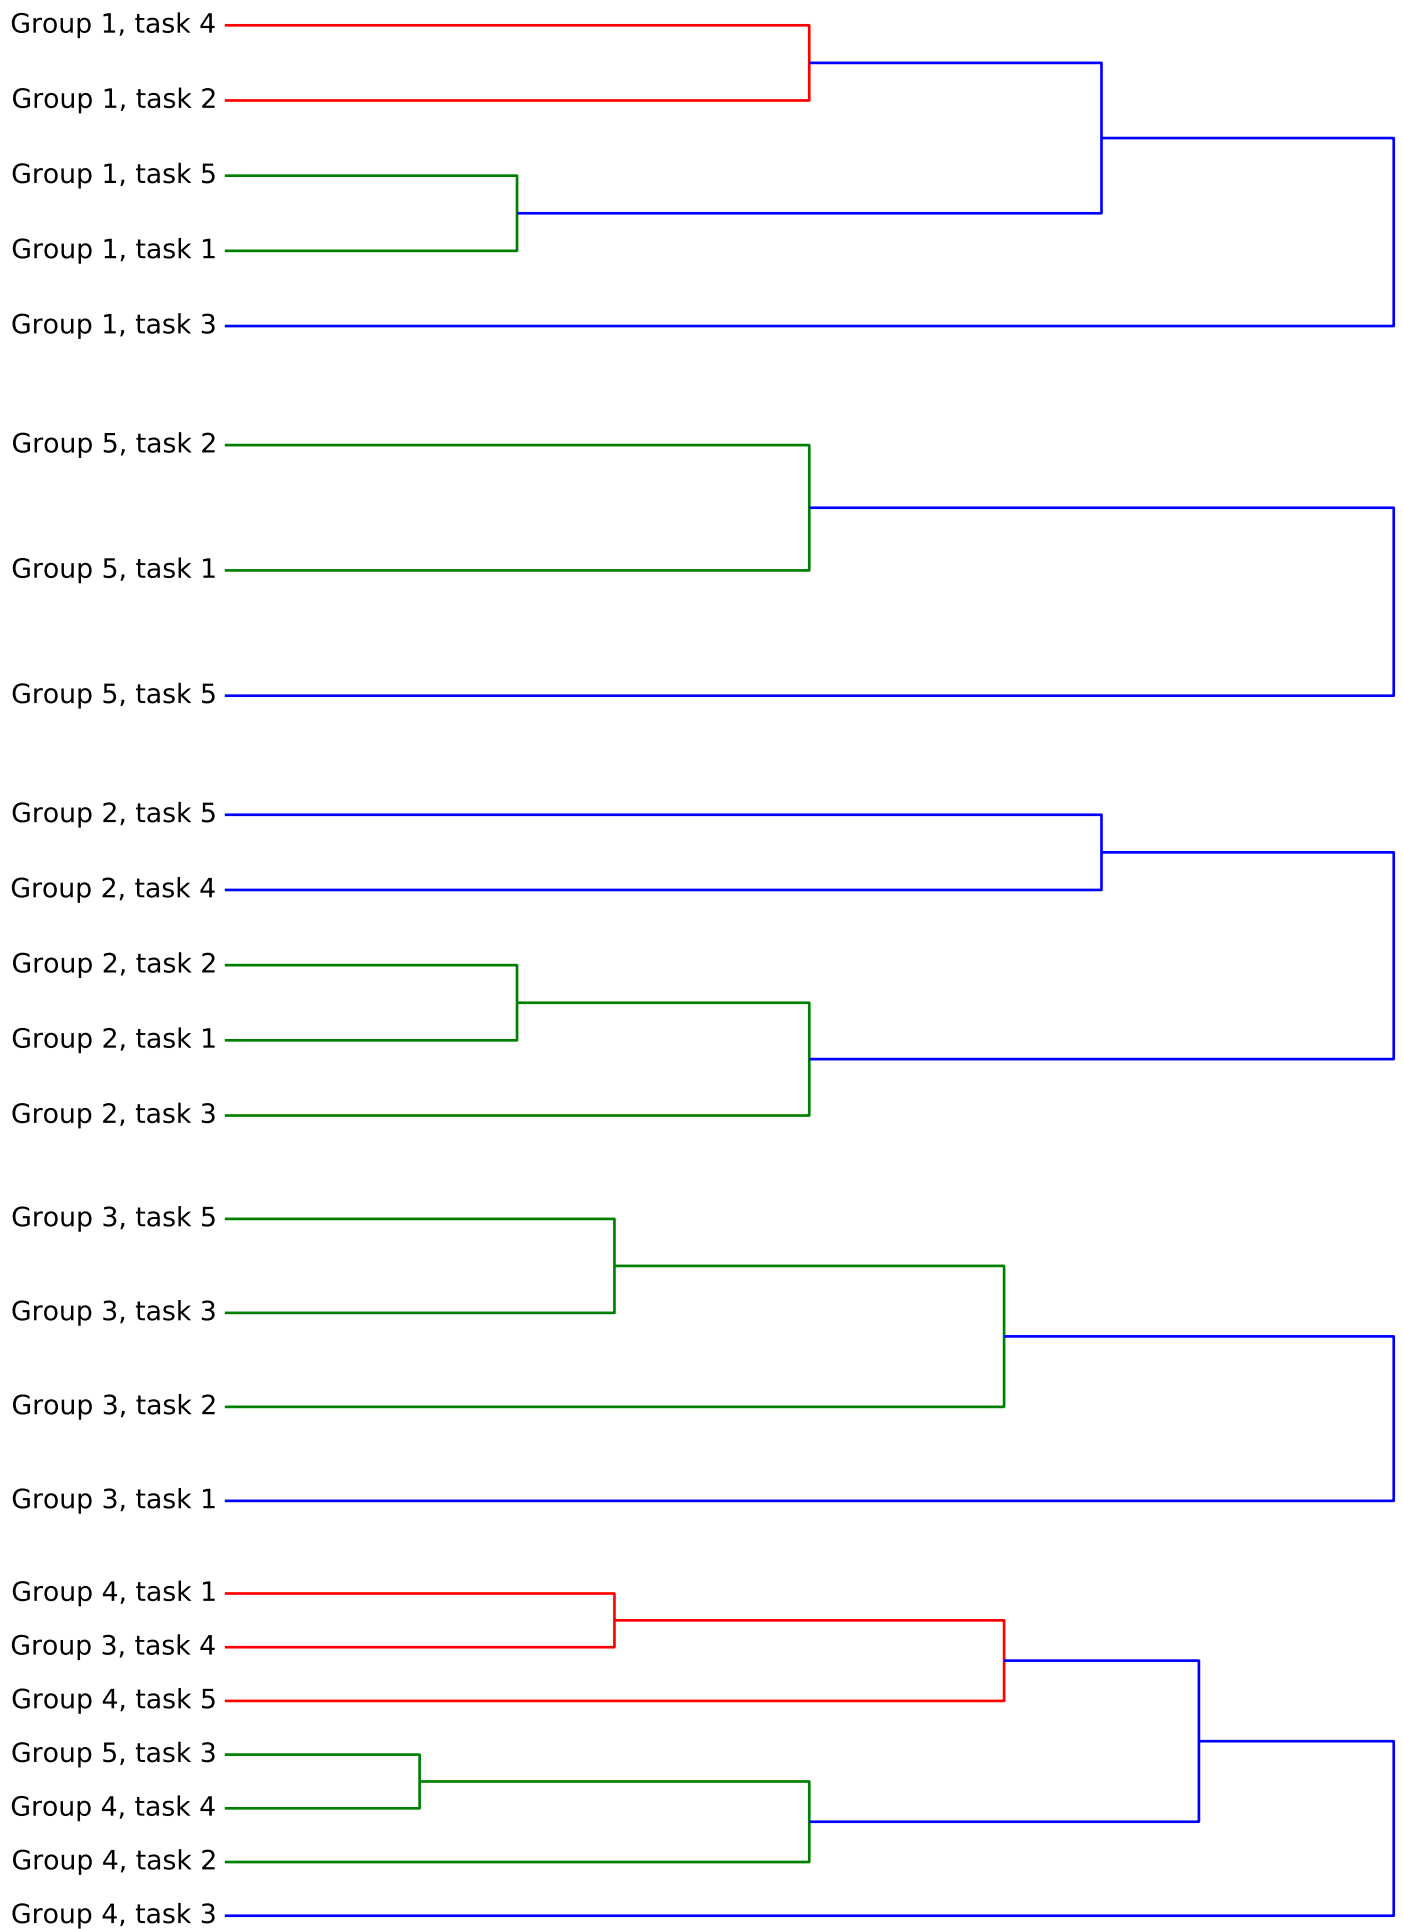 Group 1, task 4
Group 1, task 2
Group 1, task 5
Group 1, task 1
Group 1, task 3
Group 5, task 2
Group 5, task 1
Group 5, task 5
Group 2, task 5
Group 2, task 4
Group 2, task 2
Group 2, task 1
Group 2, task 3
Group 3, task 5
Group 3, task 3
Group 3, task 2
Group 3, task 1
Group 4, task 1
Group 3, task 4
Group 4, task 5
Group 5, task 3
Group 4, task 4
Group 4, task 2
Group 4, task 3